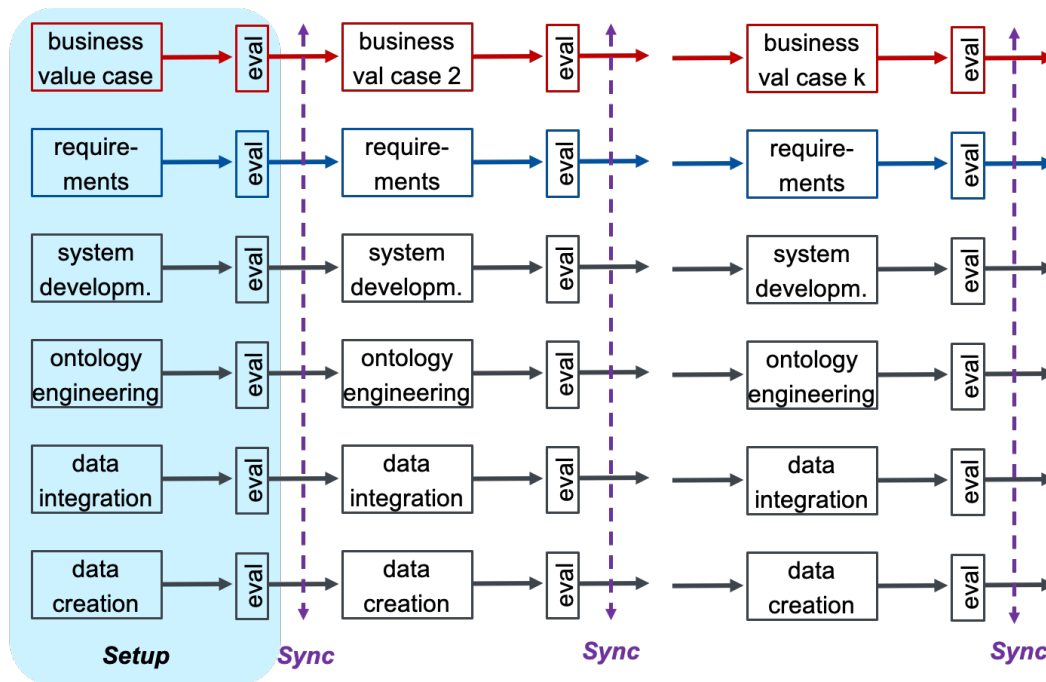 business
value case
eval
business
val case 2
eval
business
val case k
eval
require-
ments
eval
require-
ments
eval
require-
ments
eval
system
developm.
eval
system
developm.
eval
system
developm.
eval
ontology
engineering
eval
ontology
engineering
eval
ontology
engineering
eval
data
integration
eval
data
integration
eval
data
integration
eval
data
creation
eval
data
creation
eval
data
creation
eval
Setup
Sync
Sync
Sync